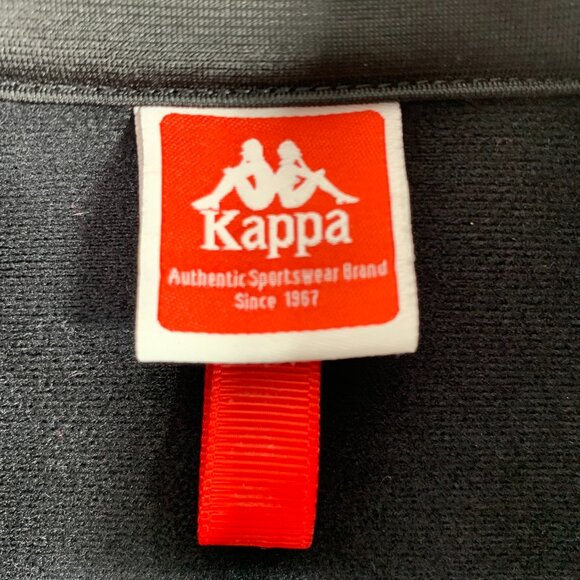 Kappa
Authentic Sportswear Brand
Since 1967